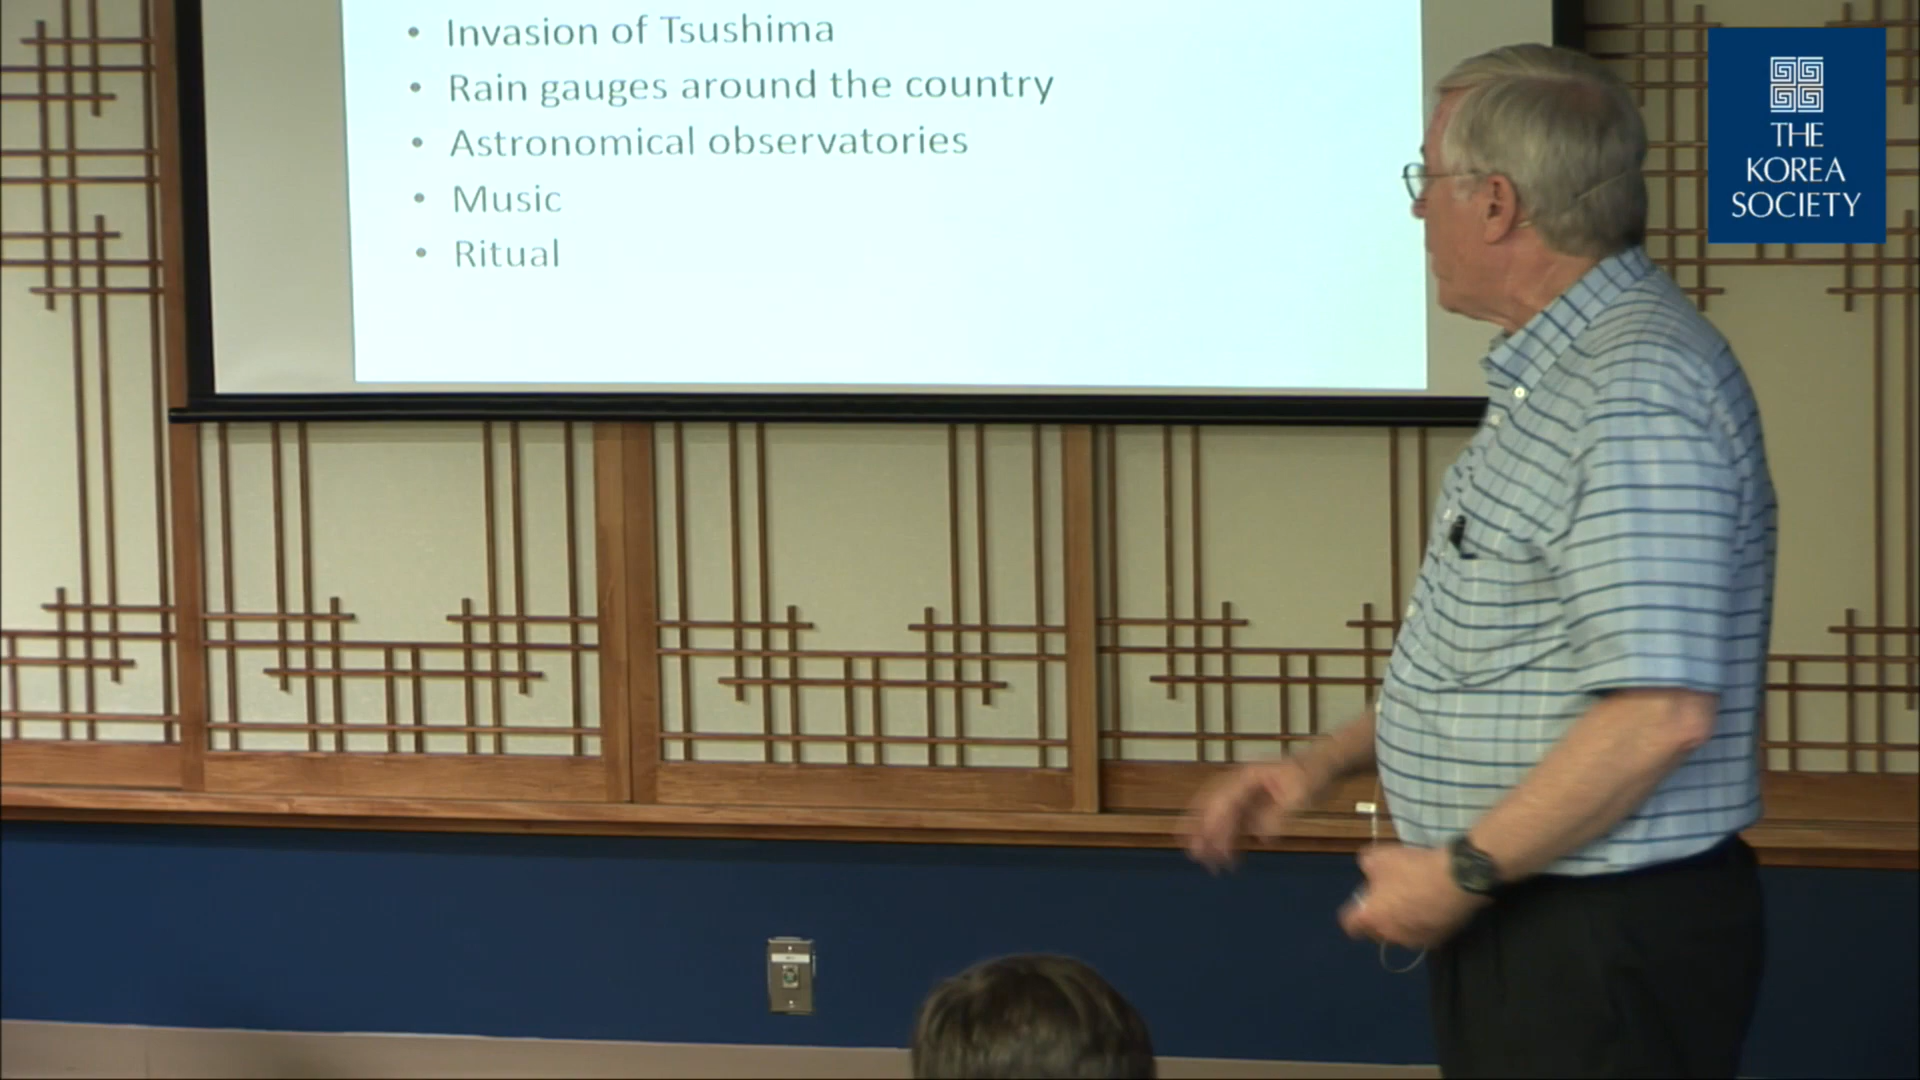 • Invasion of Tsushima
• Rain gauges around the country
• Astronomical observatories
• Music
• Ritual
THE
KOREA
SOCIETY